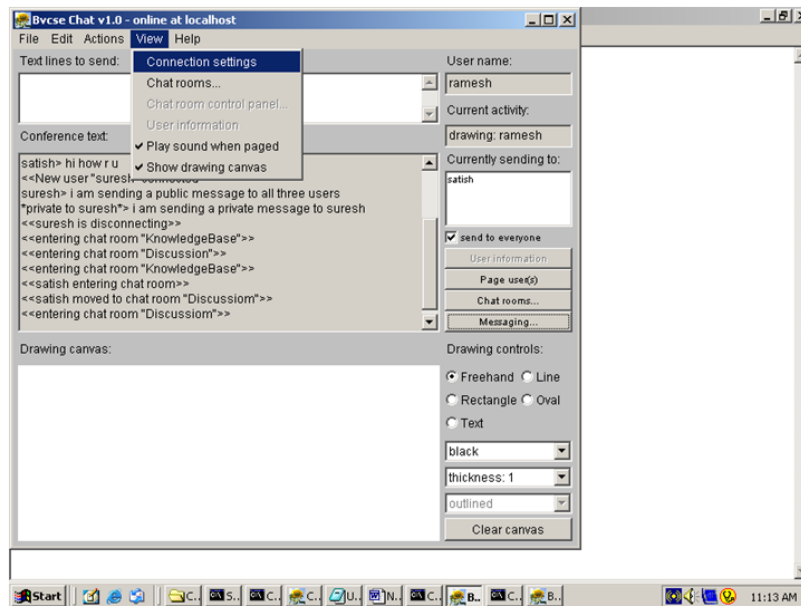 Bvcse Chat v1.0 - online at localhost
File Edit Actions View Help
Text lines to send:
Connection settings
Chat rooms...
Chat room control panel...
User information
Play sound when paged
Show drawing canvas
User name:
ramesh
Current activity:
drawing: ramesh
Conference text:
Currently sending to:
satish
satish> hi how r u
<<New user "suresh" connected
suresh> i am sending a public message to all three users
*private to suresh*> i am sending a private message to suresh
<<suresh is disconnecting>>
<<entering chat room "KnowledgeBase">>
<<entering chat room "Discussion">>
<<entering chat room "KnowledgeBase">>
<<satish entering chat room>>
<<satish moved to chat room "Discussiom">>
<<entering chat room "Discussiom">>
send to everyone
User information
Page user(s)
Chat rooms...
Messaging...
Drawing canvas:
Drawing controls:
Freehand Line
Rectangle Oval
Text
black
thickness: 1
outlined
Clear canvas
Start C.. S.. C.. C.. U.. N.. C.. B.. C.. B.. 11:13 AM